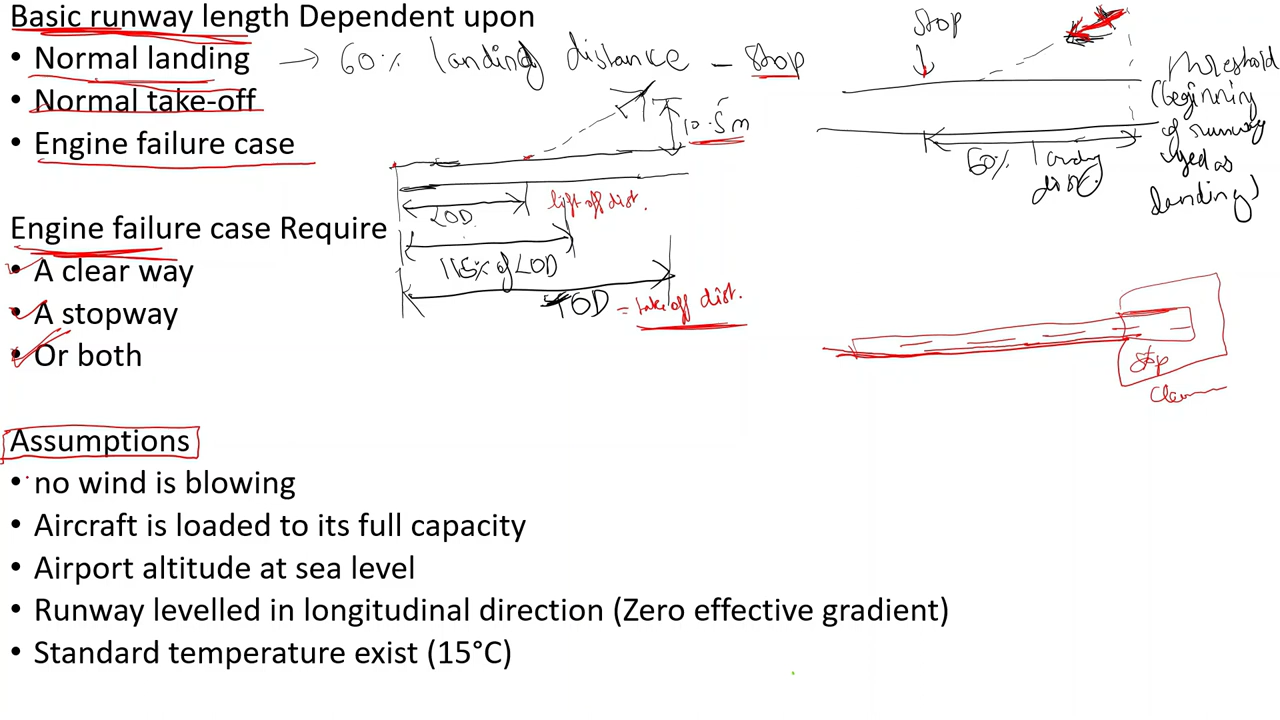 Basic runway length Dependent upon
• Normal landing → 60% landing distance - stop
• Normal take-off
• Engine failure case
10.5m
LOD
lift off dist.
115% of LOD
TOD = take off dist.
Stop
60% landing
dist.
Threshold
(beginning
of runway
used as
landing)
Engine failure case Require
• A clear way
• A stopway
• Or both
Stop
Clear
Assumptions
• no wind is blowing
• Aircraft is loaded to its full capacity
• Airport altitude at sea level
• Runway levelled in longitudinal direction (Zero effective gradient)
• Standard temperature exist (15°C)